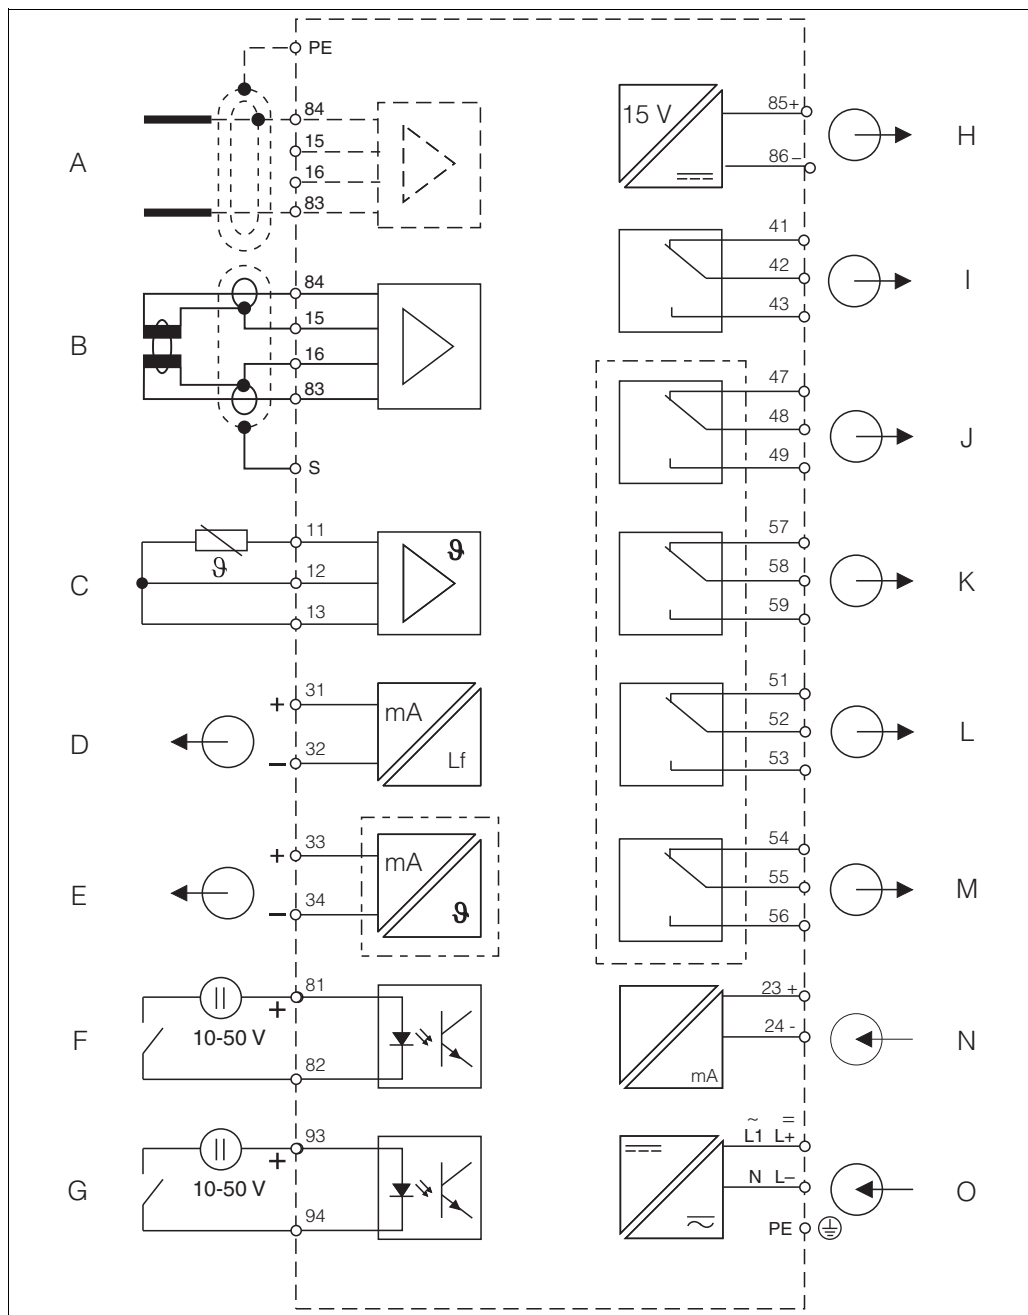 PE
A
84
15
16
83
B
84
15
16
83
S
C
ϑ
11
12
13
ϑ
D
+
31
–
32
mA
Lf
E
+
33
–
34
mA
ϑ
F
10-50 V
+
81
82
G
10-50 V
+
93
94
15 V
85+
86–
H
41
42
43
I
47
48
49
J
57
58
59
K
51
52
53
L
54
55
56
M
23 +
24 -
mA
N
~ =
L1 L+
N L–
PE
O